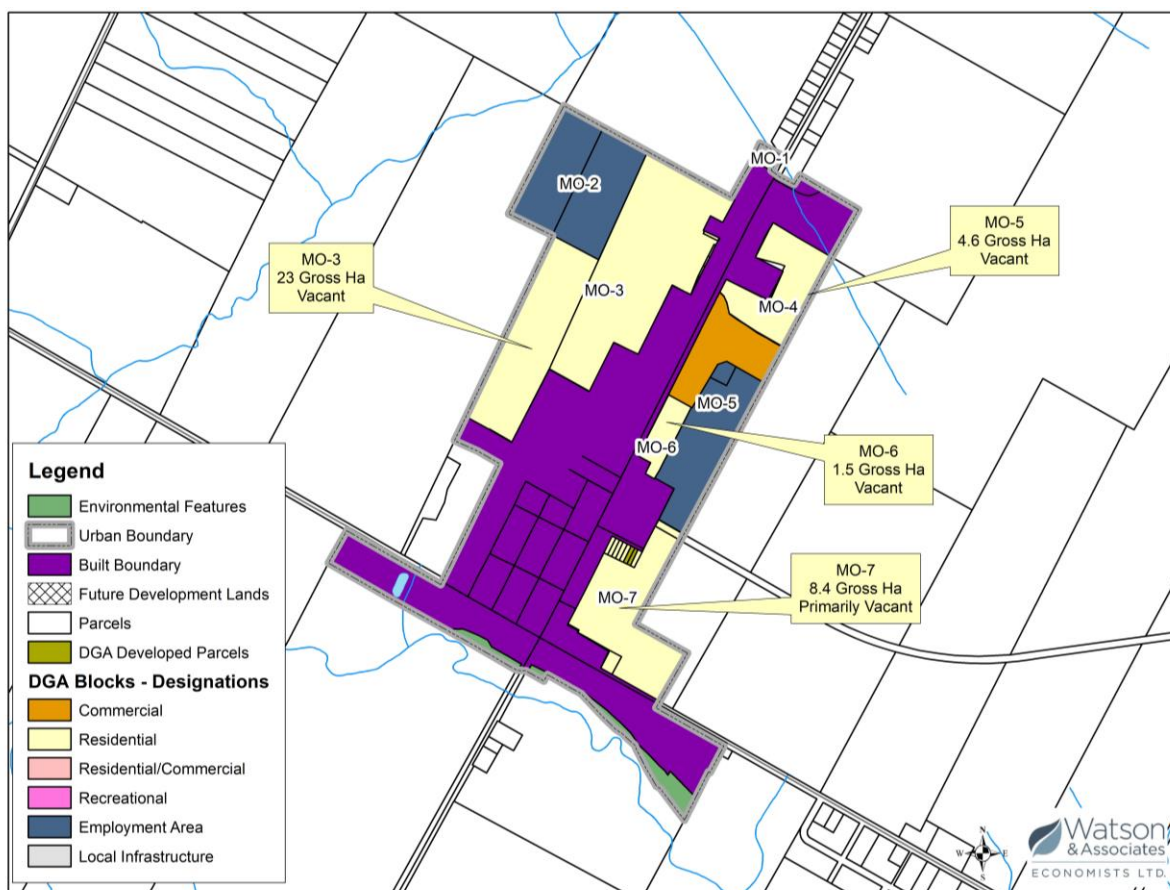 MO-1
MO-2
MO-5
4.6 Gross Ha
Vacant
MO-3
23 Gross Ha
Vacant
MO-3
MO-4
MO-5
MO-6
MO-6
1.5 Gross Ha
Vacant
MO-7
8.4 Gross Ha
Primarily Vacant
MO-7
Legend
Environmental Features
Urban Boundary
Built Boundary
Future Development Lands
Parcels
DGA Developed Parcels
DGA Blocks - Designations
Commercial
Residential
Residential/Commercial
Recreational
Employment Area
Local Infrastructure
N
W E
S
Watson
& Associates
ECONOMISTS LTD.